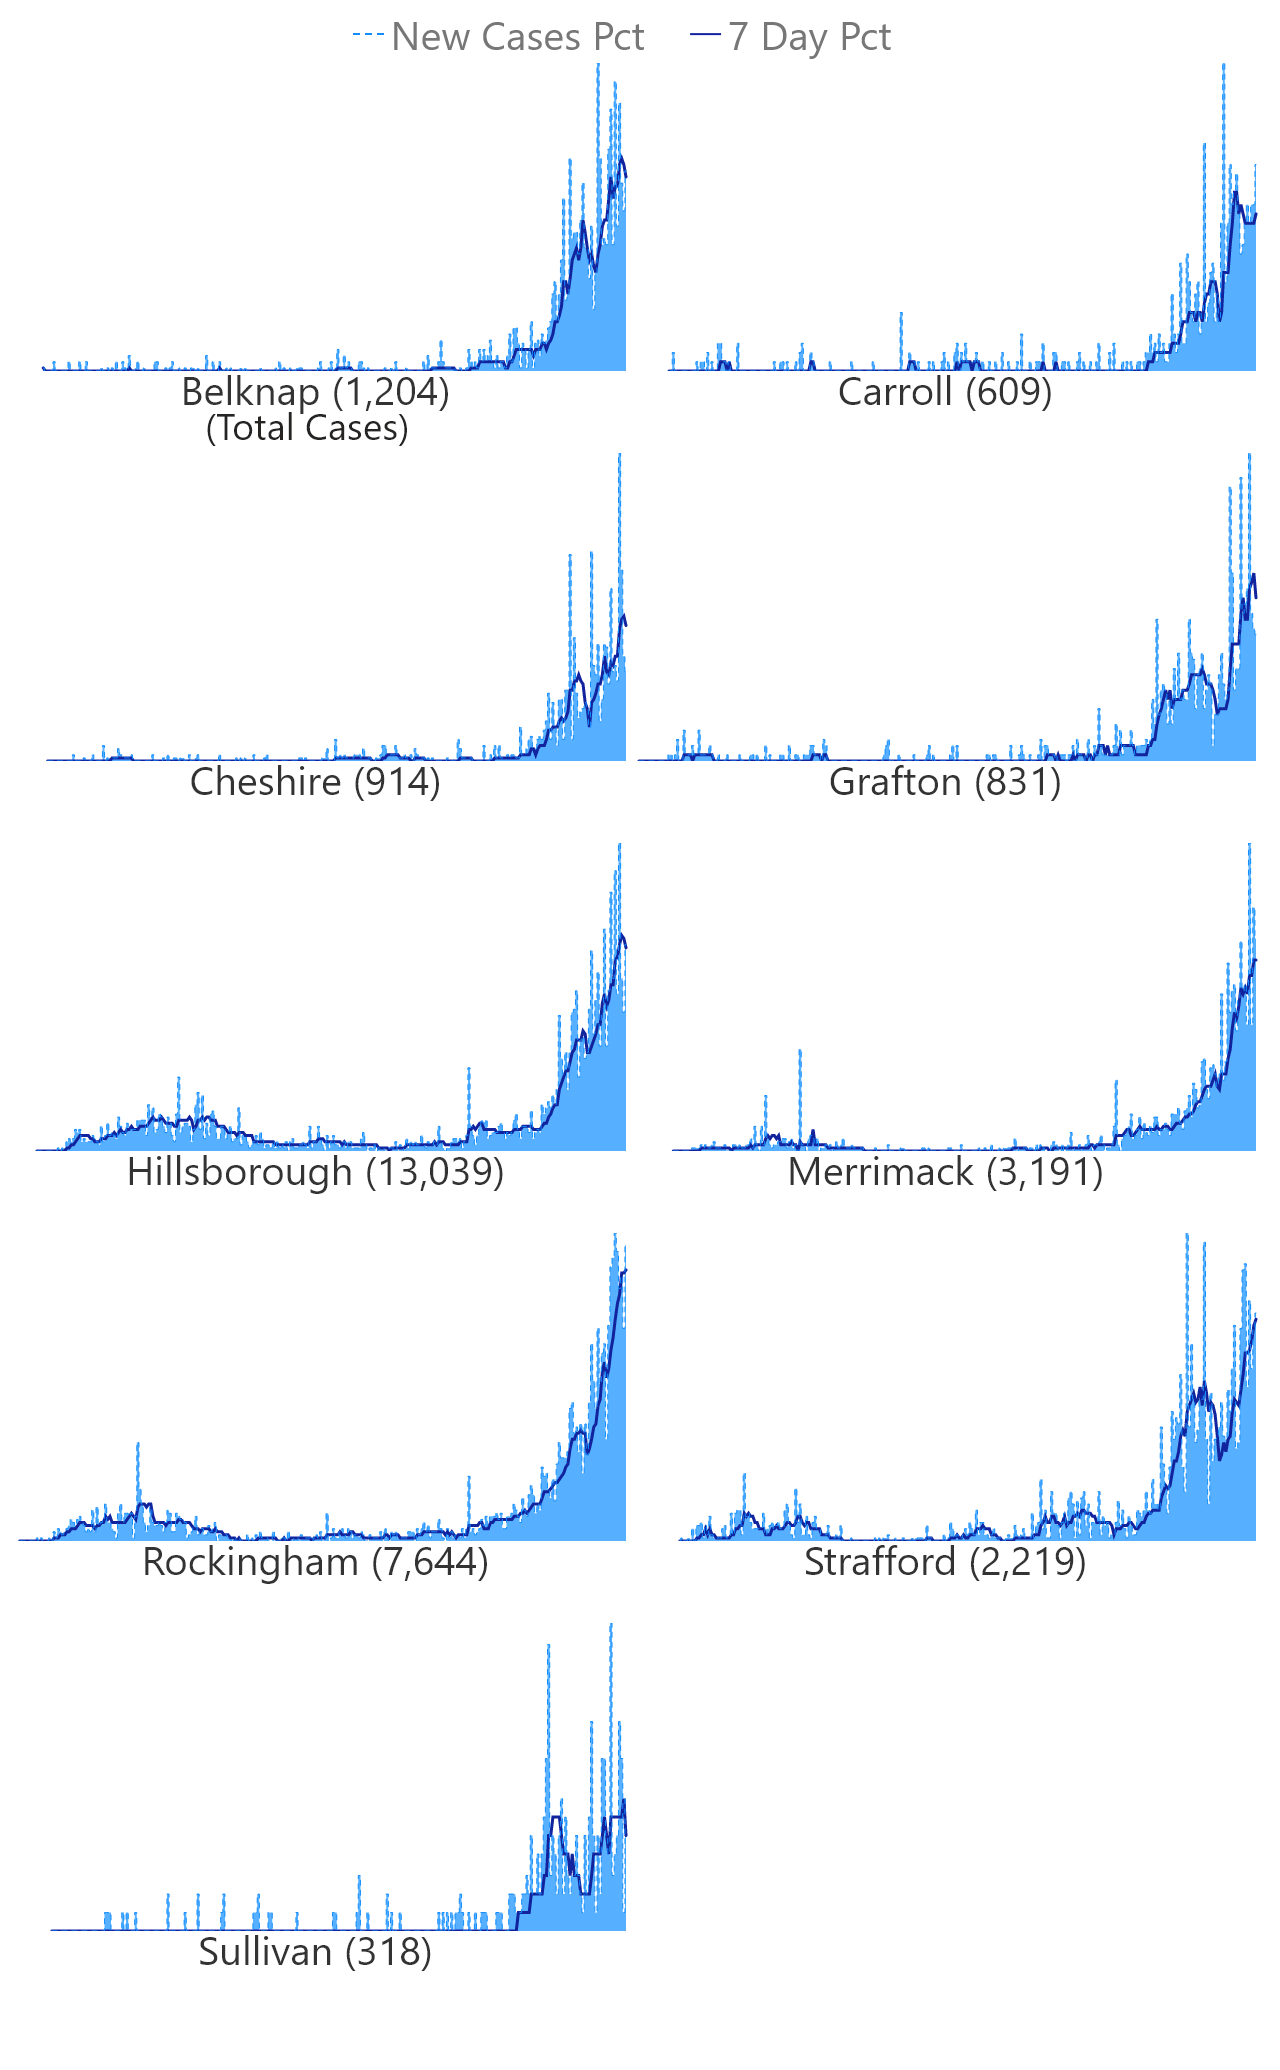 New Cases Pct 7 Day Pct
Belknap (1,204) Carroll (609)
(Total Cases)
Cheshire (914) Grafton (831)
Hillsborough (13,039) Merrimack (3,191)
Rockingham (7,644) Strafford (2,219)
Sullivan (318)